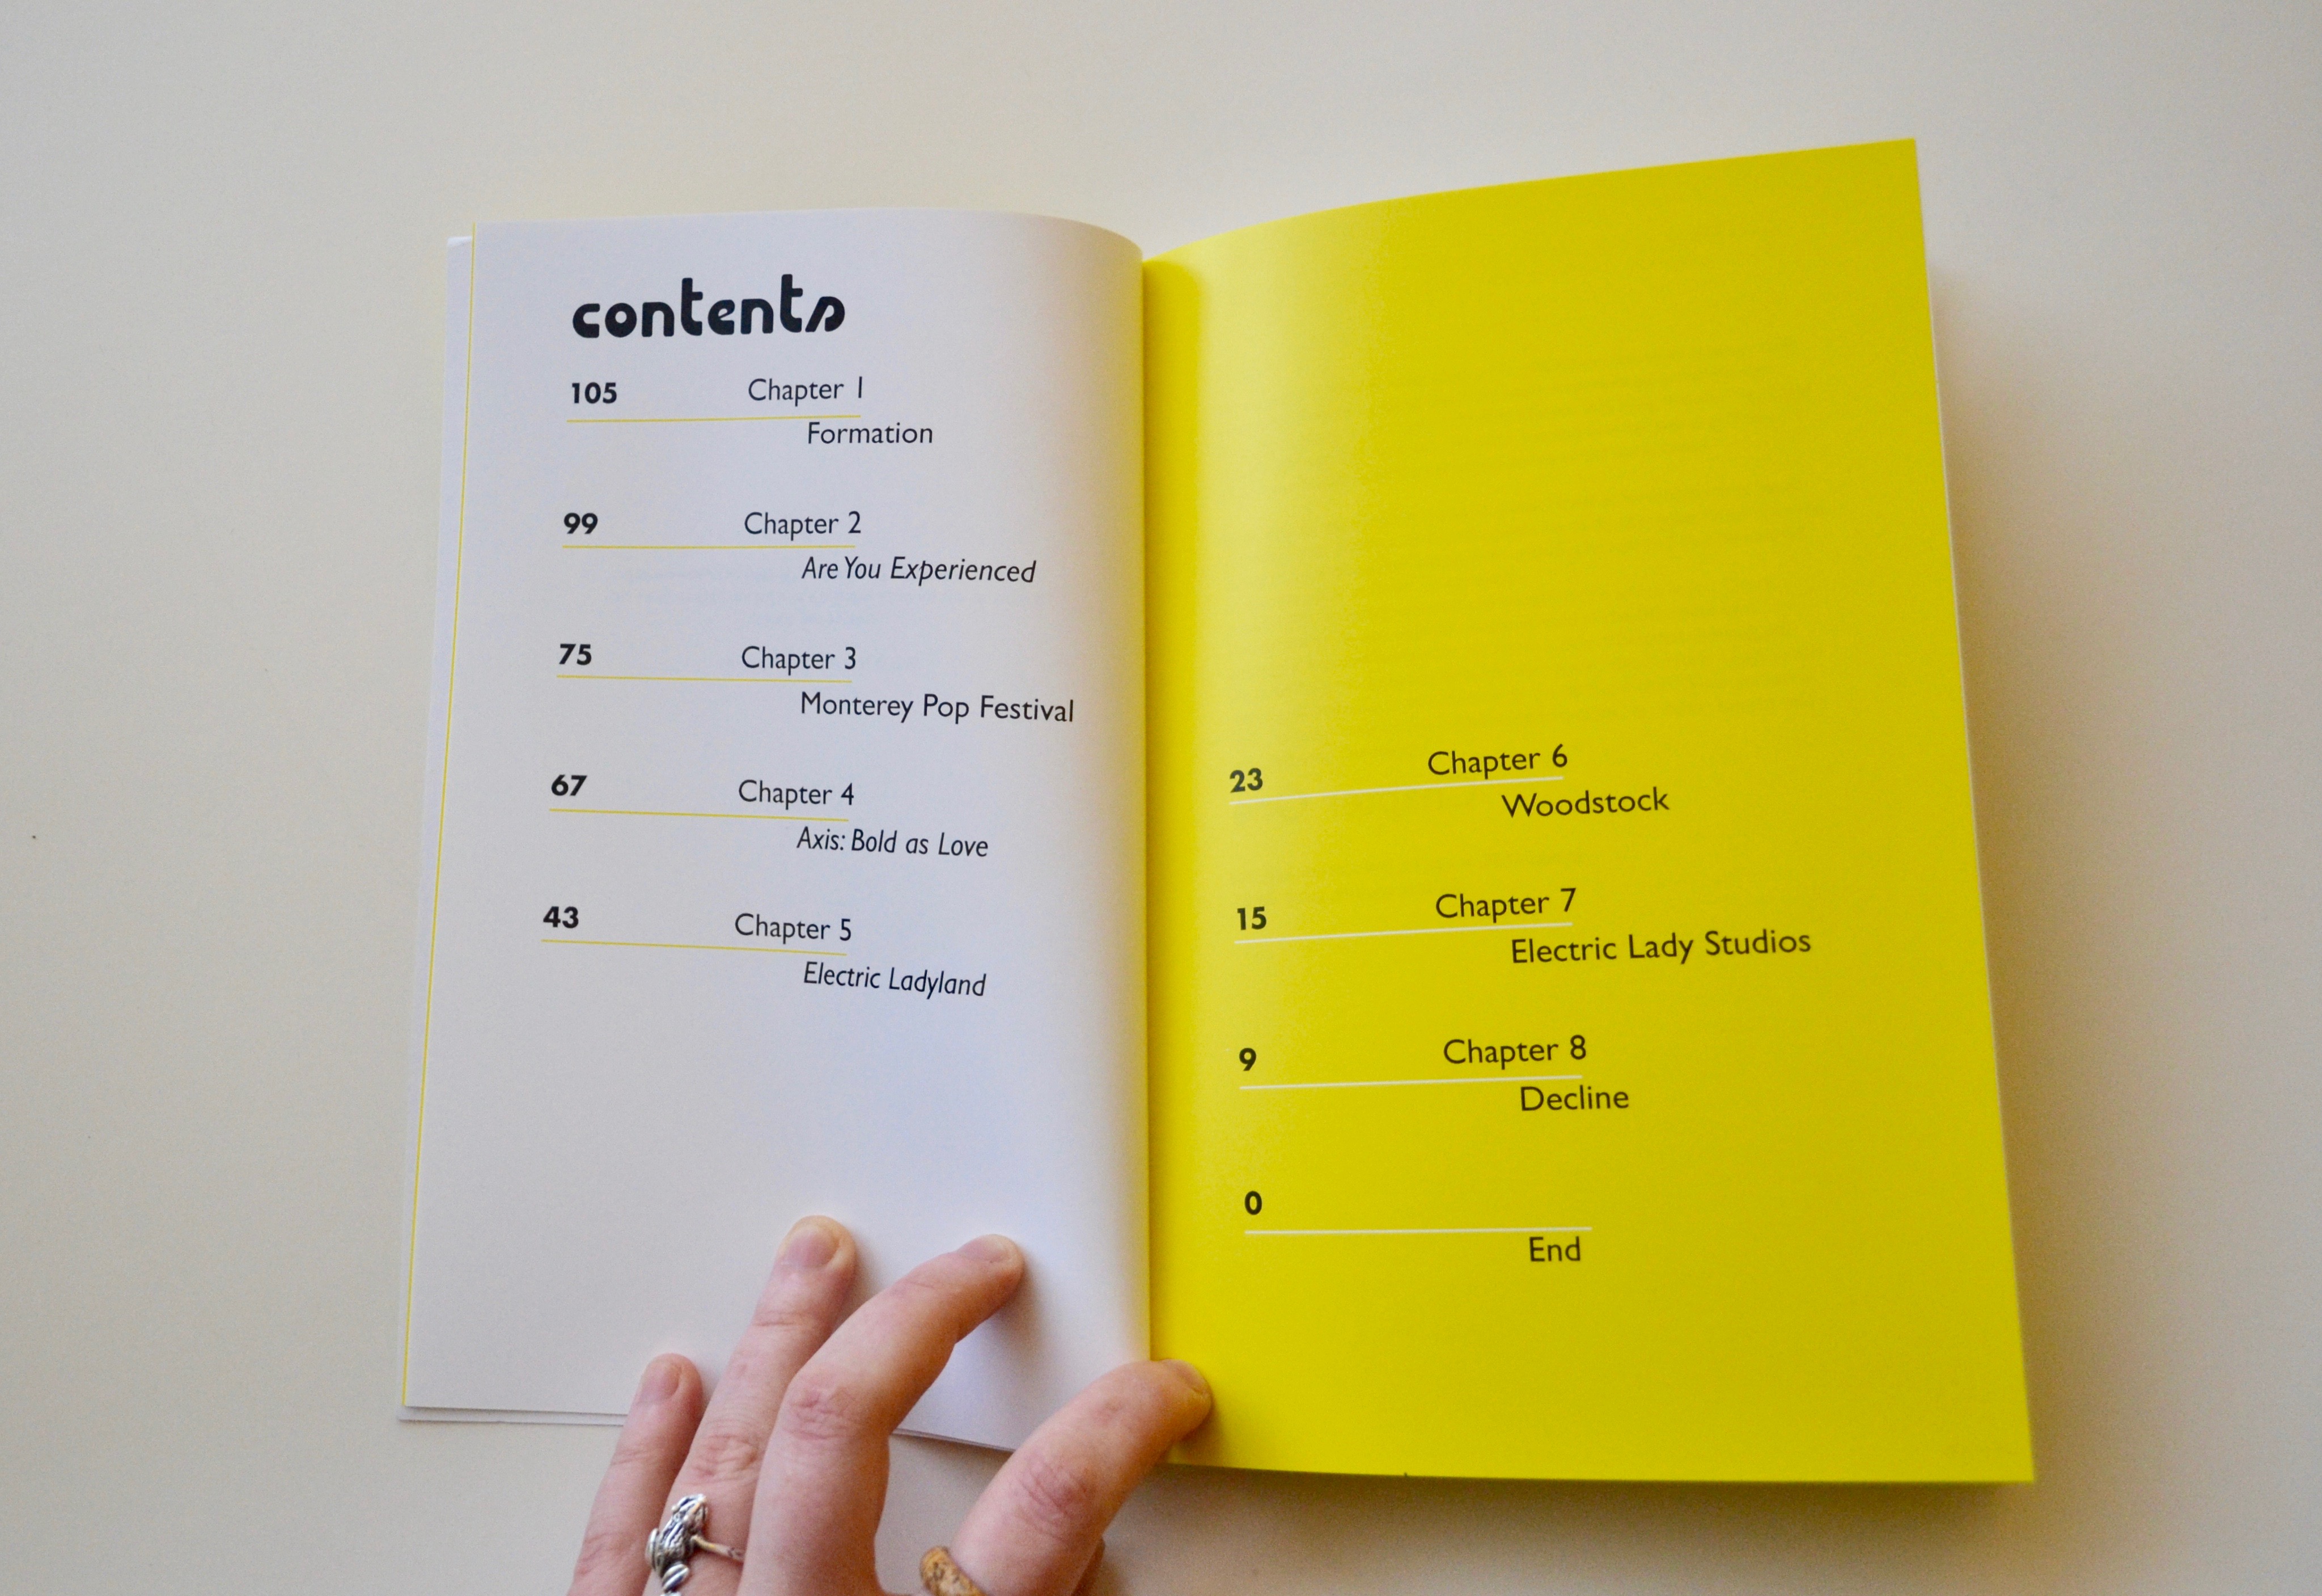 contents
105 Chapter 1
Formation
99 Chapter 2
Are You Experienced
75 Chapter 3
Monterey Pop Festival
67 Chapter 4
Axis: Bold as Love
43 Chapter 5
Electric Ladyland
23 Chapter 6
Woodstock
15 Chapter 7
Electric Lady Studios
9 Chapter 8
Decline
0
End